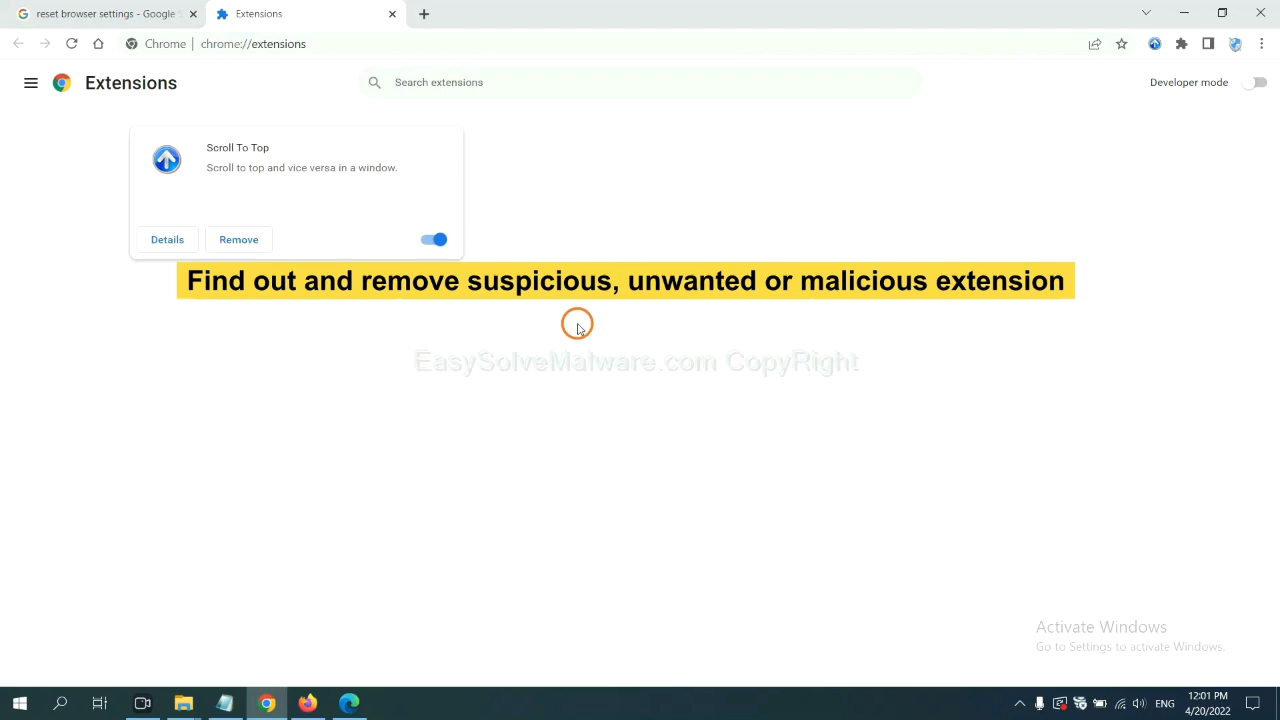 reset browser settings - Google S
Extensions
Chrome
chrome://extensions
Extensions
Search extensions
Developer mode
Scroll To Top
Scroll to top and vice versa in a window.
Details
Remove
Find out and remove suspicious, unwanted or malicious extension
EasySolveMalware.com CopyRight
Activate Windows
Go to Settings to activate Windows.
ENG
12:01 PM
4/20/2022